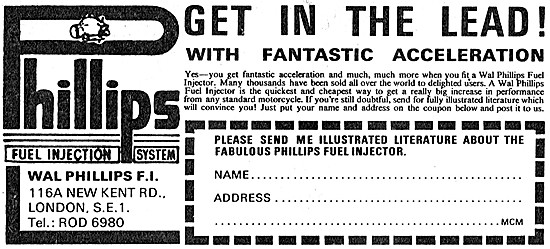 Phillips
FUEL INJECTION SYSTEM
WAL PHILLIPS F.I.
116A NEW KENT RD.,
LONDON, S.E.1.
Tel.: ROD 6980
GET IN THE LEAD!
WITH FANTASTIC ACCELERATION
Yes—you get fantastic acceleration and much, much more when you fit a Wal Phillips Fuel
Injector. Many thousands have been sold all over the world to delighted users. A Wal Phillips
Fuel Injector is the quickest and cheapest way to get a really big increase in performance
from any standard motorcycle. If you're still doubtful, send for fully illustrated literature which
will convince you! Just put your name and address on the coupon below and post it to us.
PLEASE SEND ME ILLUSTRATED LITERATURE ABOUT THE
FABULOUS PHILLIPS FUEL INJECTOR.
NAME
ADDRESS
MCM